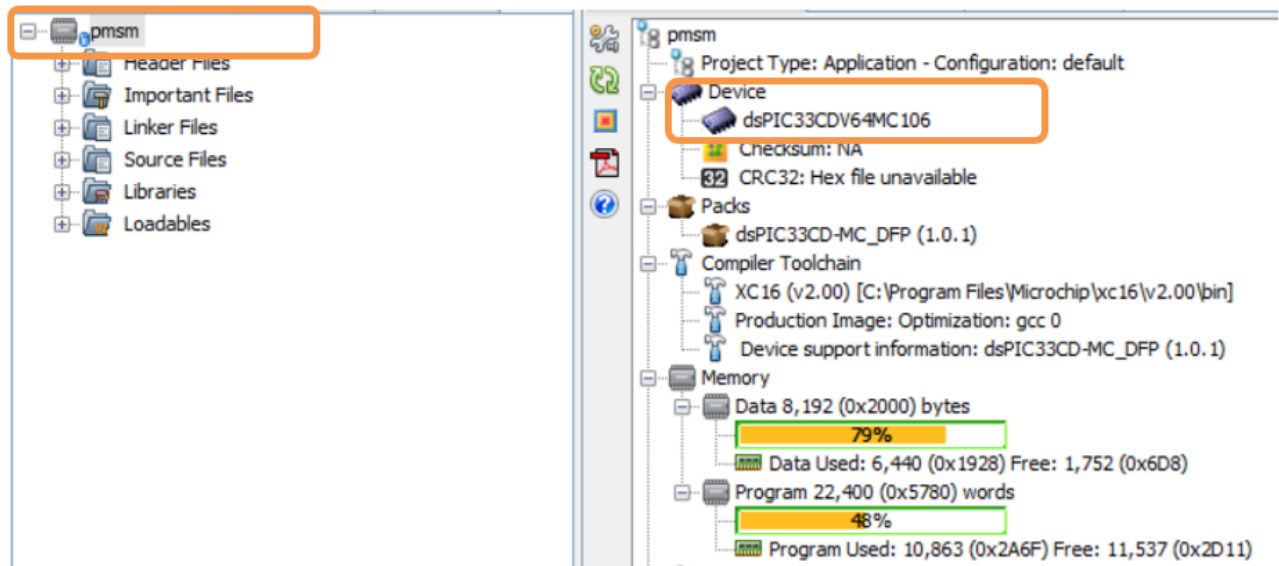 pmsm
Header Files
Important Files
Linker Files
Source Files
Libraries
Loadables
pmsm
Project Type: Application - Configuration: default
Device
dsPIC33CDV64MC106
Checksum: NA
32 CRC32: Hex file unavailable
Packs
dsPIC33CD-MC_DFP (1.0.1)
Compiler Toolchain
XC16 (v2.00) [C:\Program Files\Microchip\xc16\v2.00\bin]
Production Image: Optimization: gcc 0
Device support information: dsPIC33CD-MC_DFP (1.0.1)
Memory
Data 8,192 (0x2000) bytes
79%
Data Used: 6,440 (0x1928) Free: 1,752 (0x6D8)
Program 22,400 (0x5780) words
48%
Program Used: 10,863 (0x2A6F) Free: 11,537 (0x2D11)